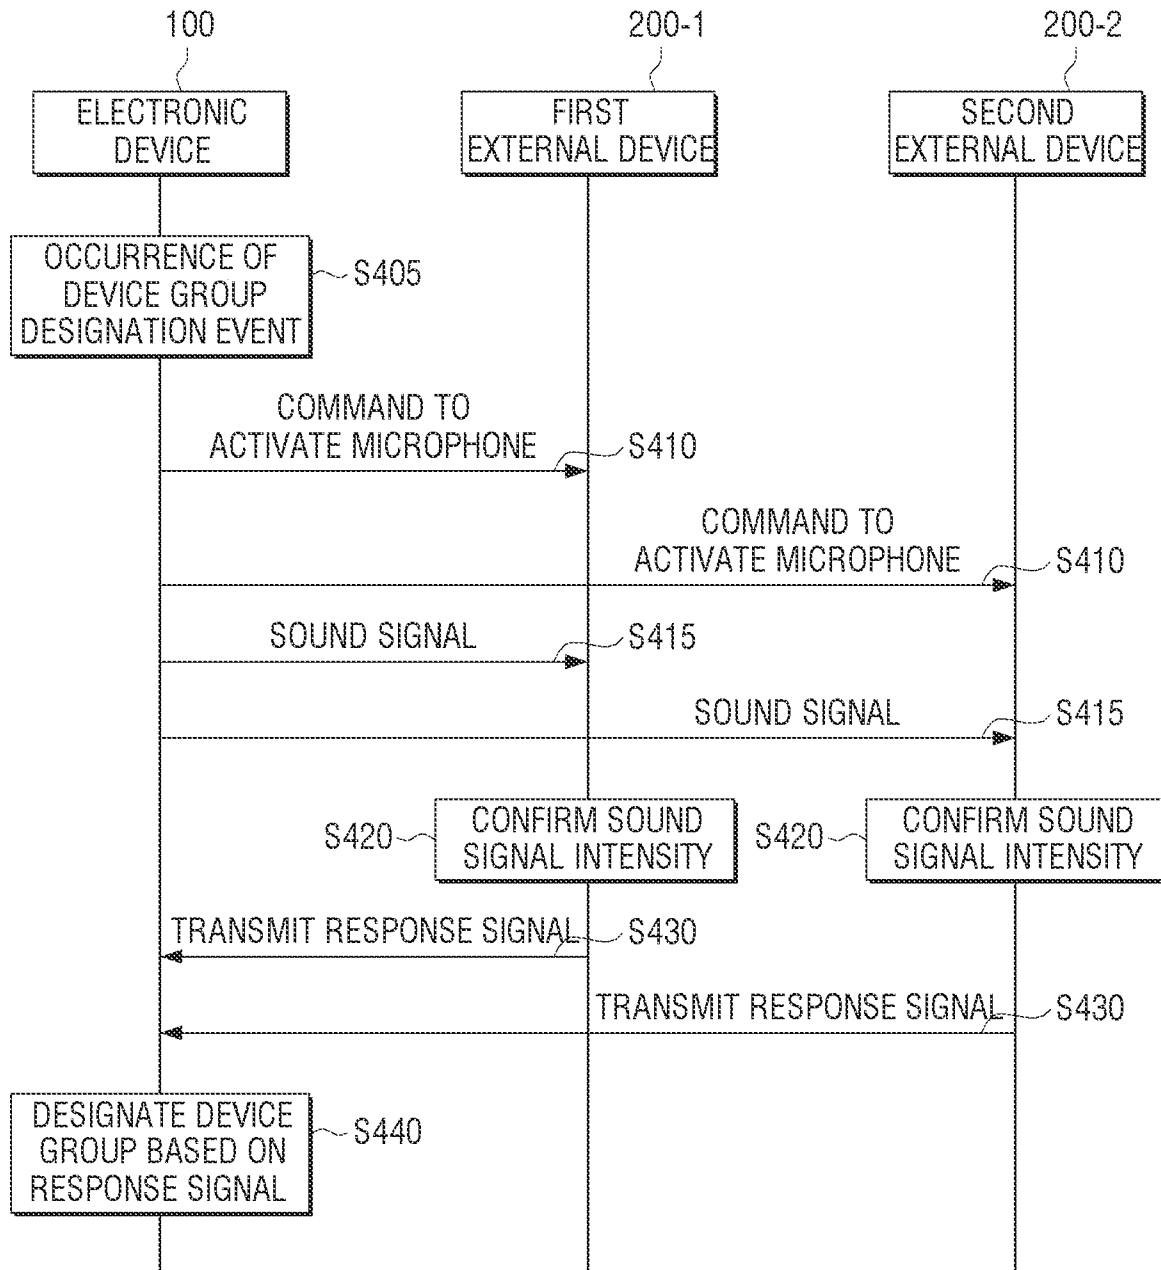 100
200-1
200-2
ELECTRONIC
DEVICE
FIRST
EXTERNAL DEVICE
SECOND
EXTERNAL DEVICE
OCCURRENCE OF
DEVICE GROUP
DESIGNATION EVENT
S405
COMMAND TO
ACTIVATE MICROPHONE
S410
COMMAND TO
ACTIVATE MICROPHONE
S410
SOUND SIGNAL
S415
SOUND SIGNAL
S415
S420
CONFIRM SOUND
SIGNAL INTENSITY
S420
CONFIRM SOUND
SIGNAL INTENSITY
TRANSMIT RESPONSE SIGNAL
S430
TRANSMIT RESPONSE SIGNAL
S430
DESIGNATE DEVICE
GROUP BASED ON
RESPONSE SIGNAL
S440